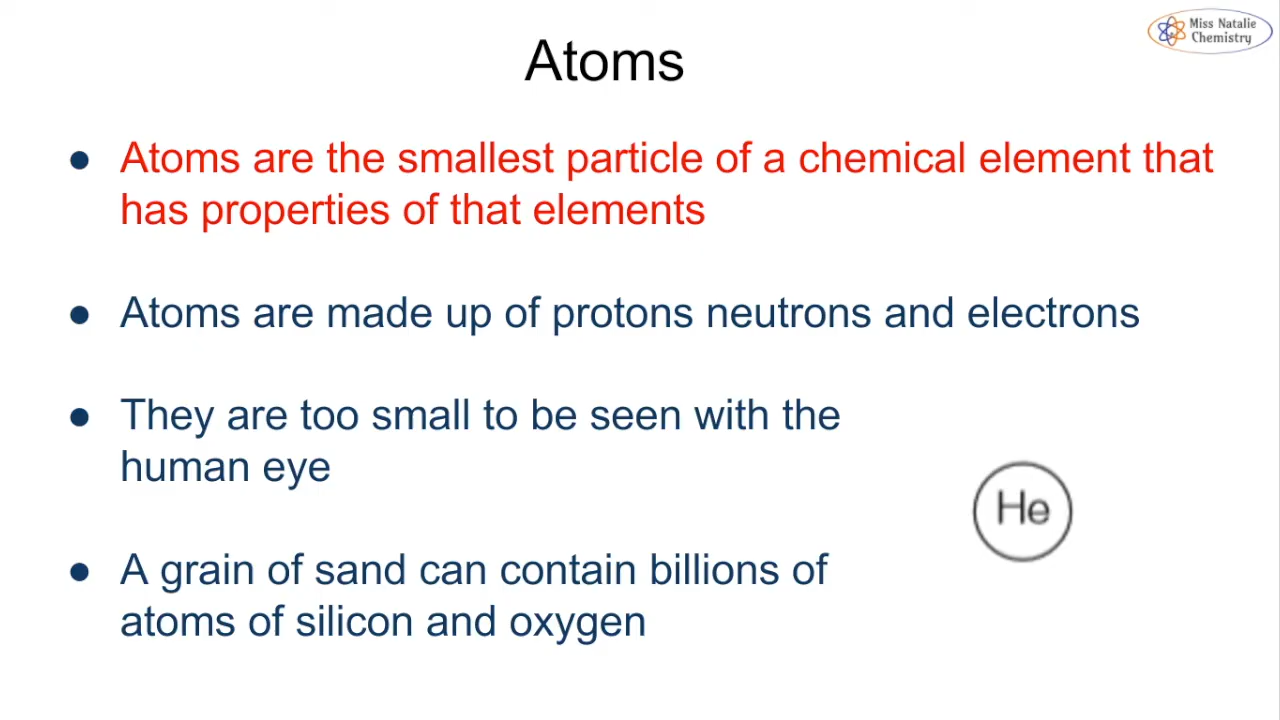 Miss Natalie
Chemistry
Atoms
● Atoms are the smallest particle of a chemical element that
has properties of that elements
● Atoms are made up of protons neutrons and electrons
● They are too small to be seen with the
human eye
He
● A grain of sand can contain billions of
atoms of silicon and oxygen